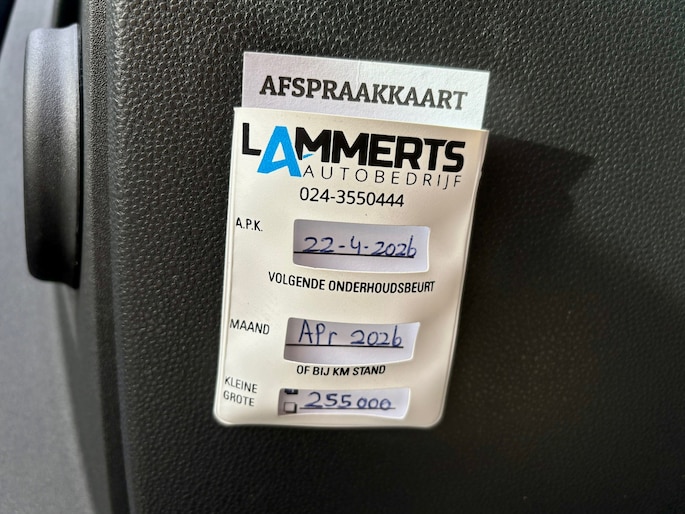 AFSPRAAKKAART
LAMMERTS
AUTOBEDRIJF
024-3550444
A.P.K.
22-4-2026
VOLGENDE ONDERHOUDSBEURT
MAAND
Apr 2026
OF BIJ KM STAND
KLEINE
GROTE
255000